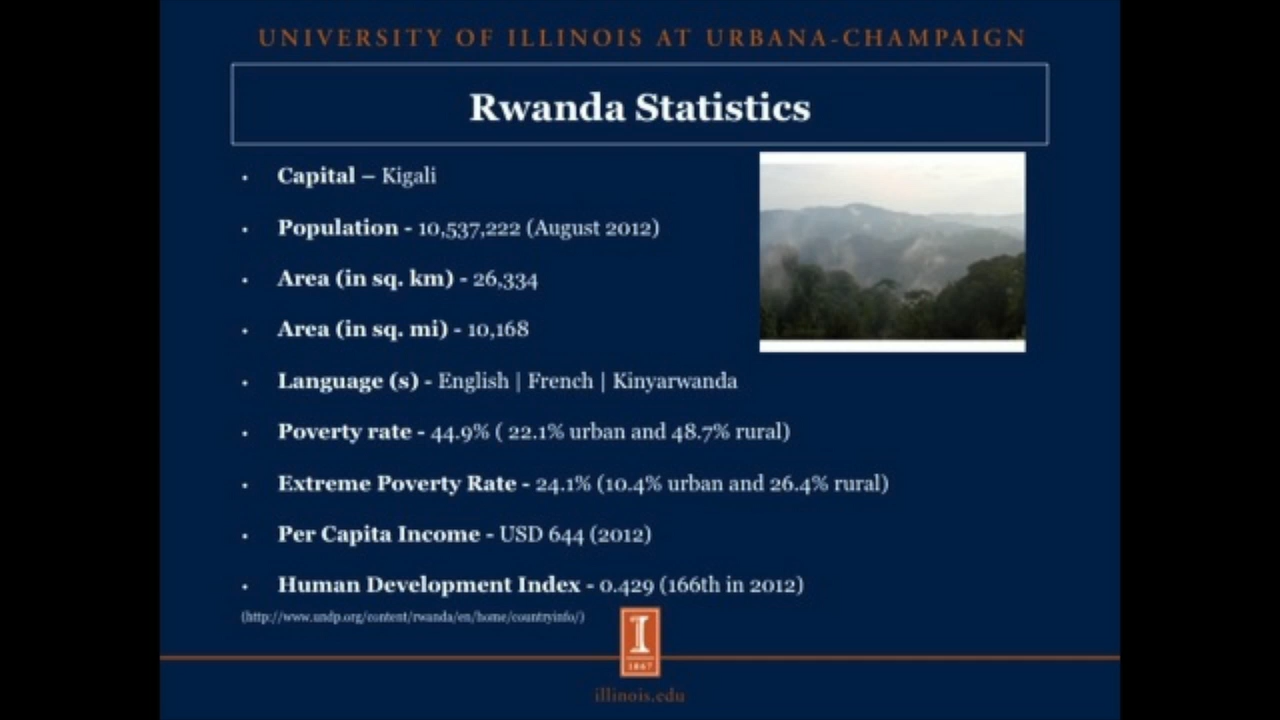 UNIVERSITY OF ILLINOIS AT URBANA-CHAMPAIGN
Rwanda Statistics
• Capital – Kigali
• Population - 10,537,222 (August 2012)
• Area (in sq. km) - 26,334
• Area (in sq. mi) - 10,168
• Language (s) - English | French | Kinyarwanda
• Poverty rate - 44.9% ( 22.1% urban and 48.7% rural)
• Extreme Poverty Rate - 24.1% (10.4% urban and 26.4% rural)
• Per Capita Income - USD 644 (2012)
• Human Development Index - 0.429 (166th in 2012)
(http://www.undp.org/content/rwanda/en/home/countryinfo/)
I
1867
illinois.edu